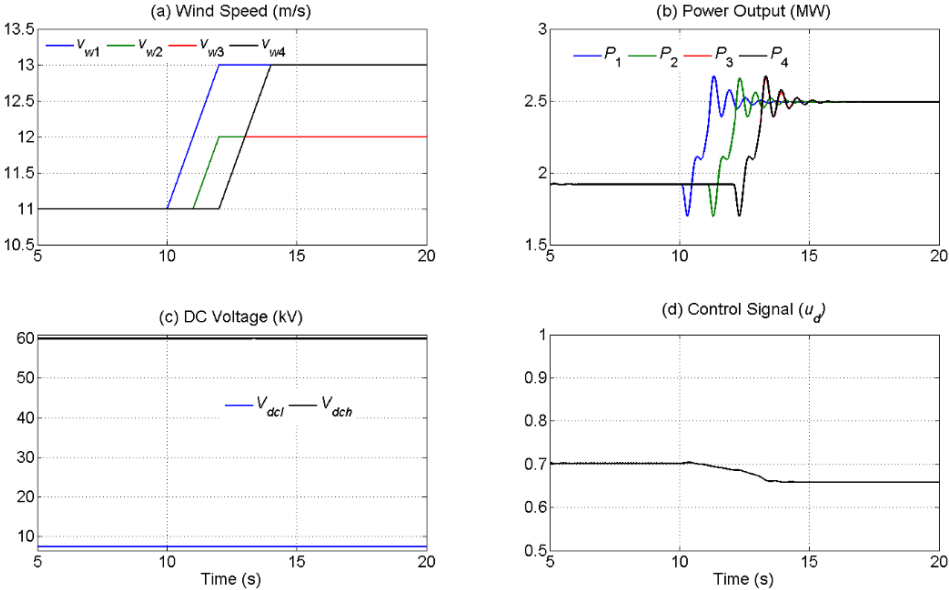 (a) Wind Speed (m/s)
13.5
13
12.5
12
11.5
11
10.5
v_w1 v_w2 v_w3 v_w4
5 10 15 20
(b) Power Output (MW)
3
2.5
2
1.5
P_1 P_2 P_3 P_4
5 10 15 20
(c) DC Voltage (kV)
60
50
40
30
20
10
V_dcl V_dch
5 10 15 20
Time (s)
(d) Control Signal (u_d)
1
0.9
0.8
0.7
0.6
0.5
5 10 15 20
Time (s)